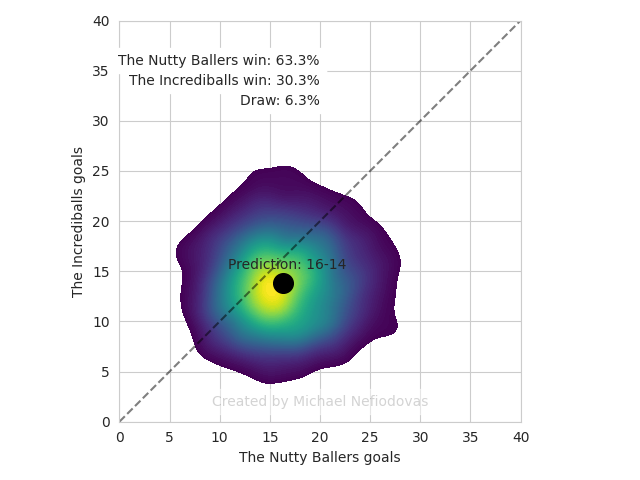 40
35
30
25
20
15
10
5
0
The Incrediballs goals
The Nutty Ballers win: 63.3%
The Incrediballs win: 30.3%
Draw: 6.3%
Prediction: 16-14
Created by Michael Nefiodovas
0 5 10 15 20 25 30 35 40
The Nutty Ballers goals